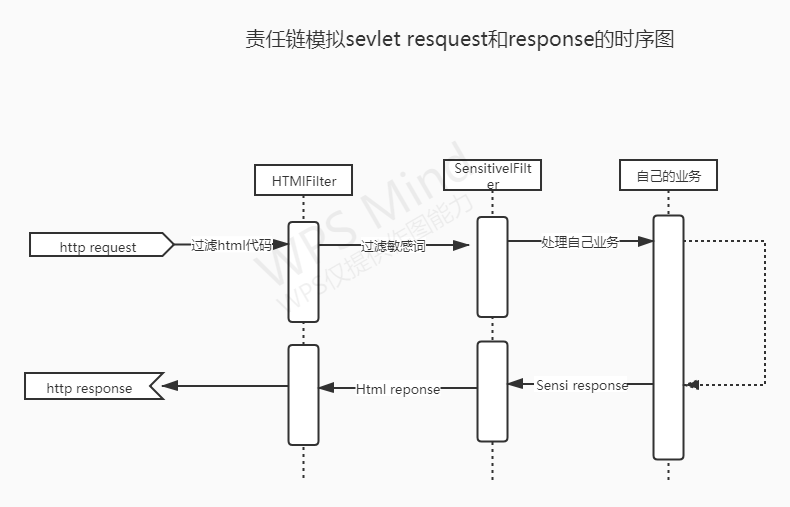 责任链模拟sevlet resquest和response的时序图
HTMlFilter
SensitivelFilt
er
自己的业务
http request
过滤html代码
过滤敏感词
处理自己业务
http response
Html reponse
Sensi response
WPS Mind
WPS仅提供作图能力